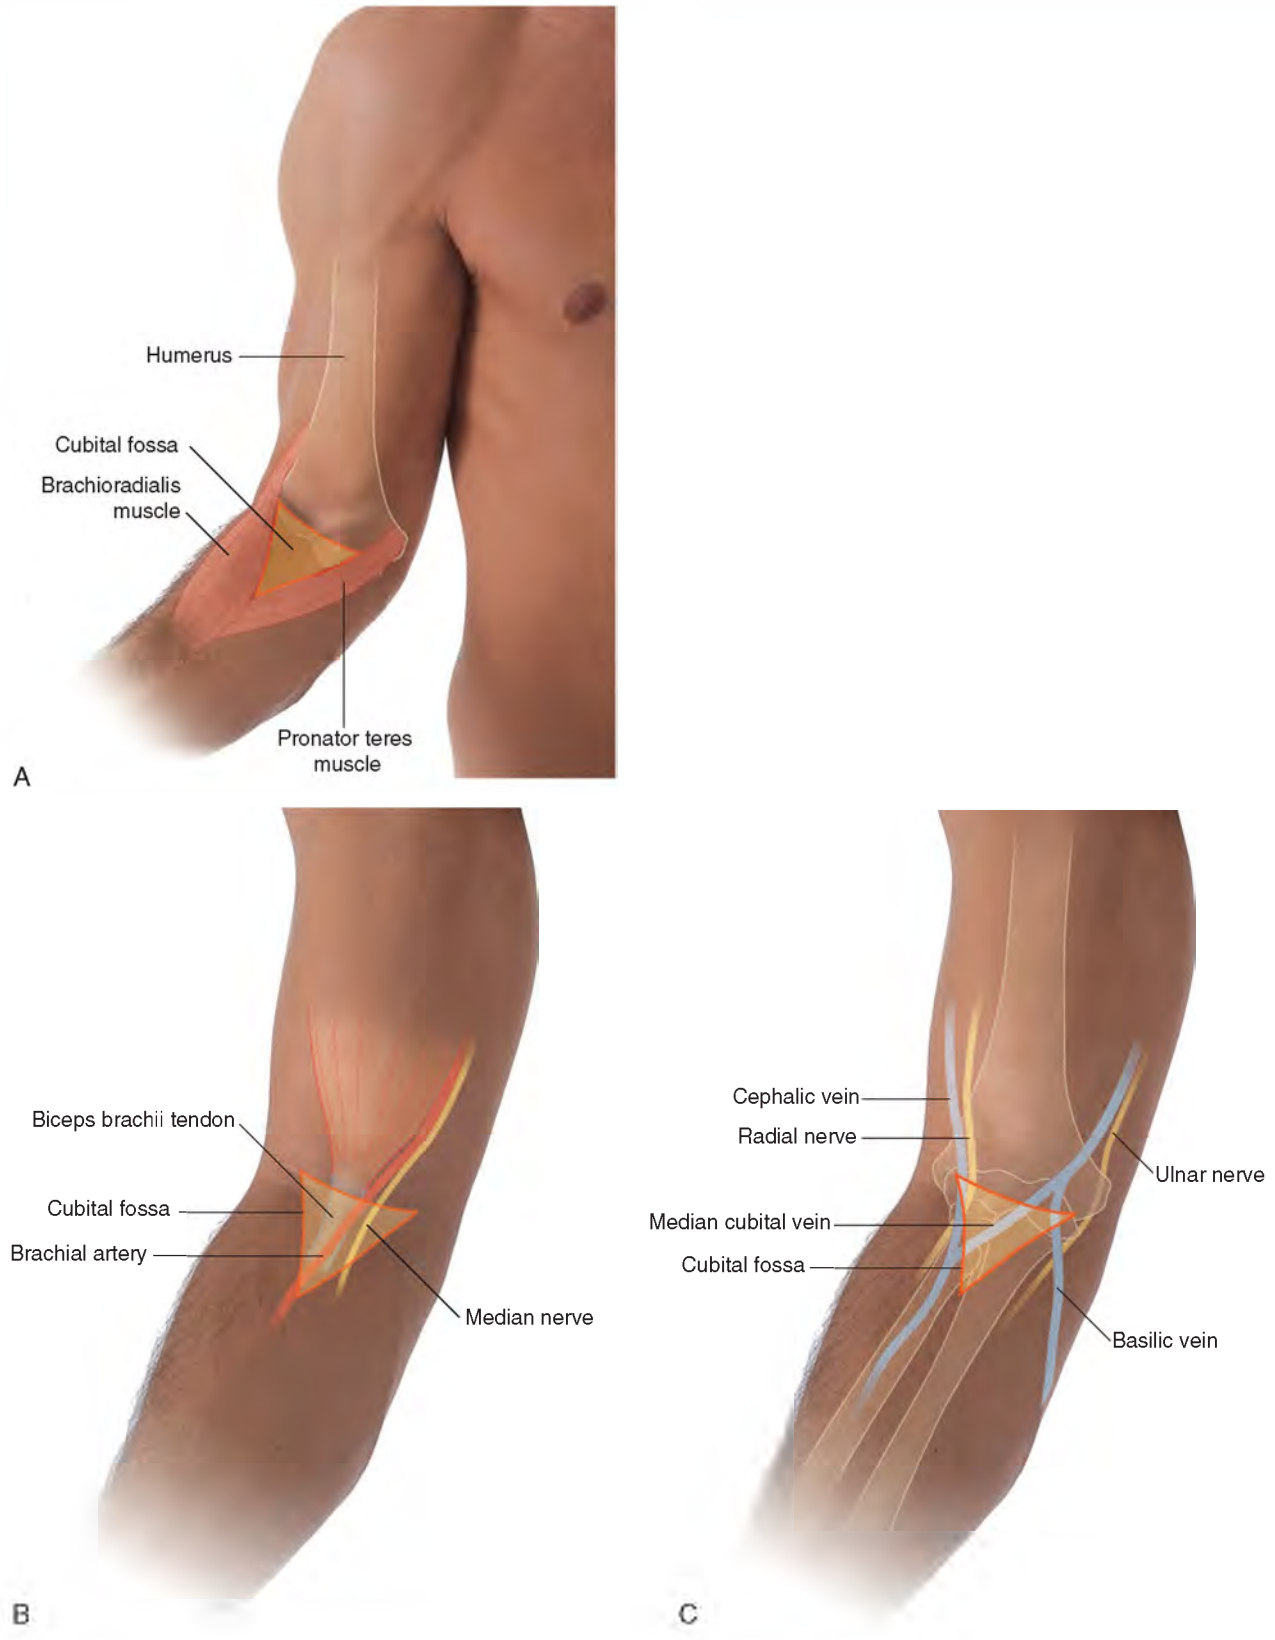 Humerus
Cubital fossa
Brachioradialis
muscle
Pronator teres
muscle
A
Biceps brachii tendon
Cubital fossa
Brachial artery
Median nerve
B
Cephalic vein
Radial nerve
Ulnar nerve
Median cubital vein
Cubital fossa
Basilic vein
C